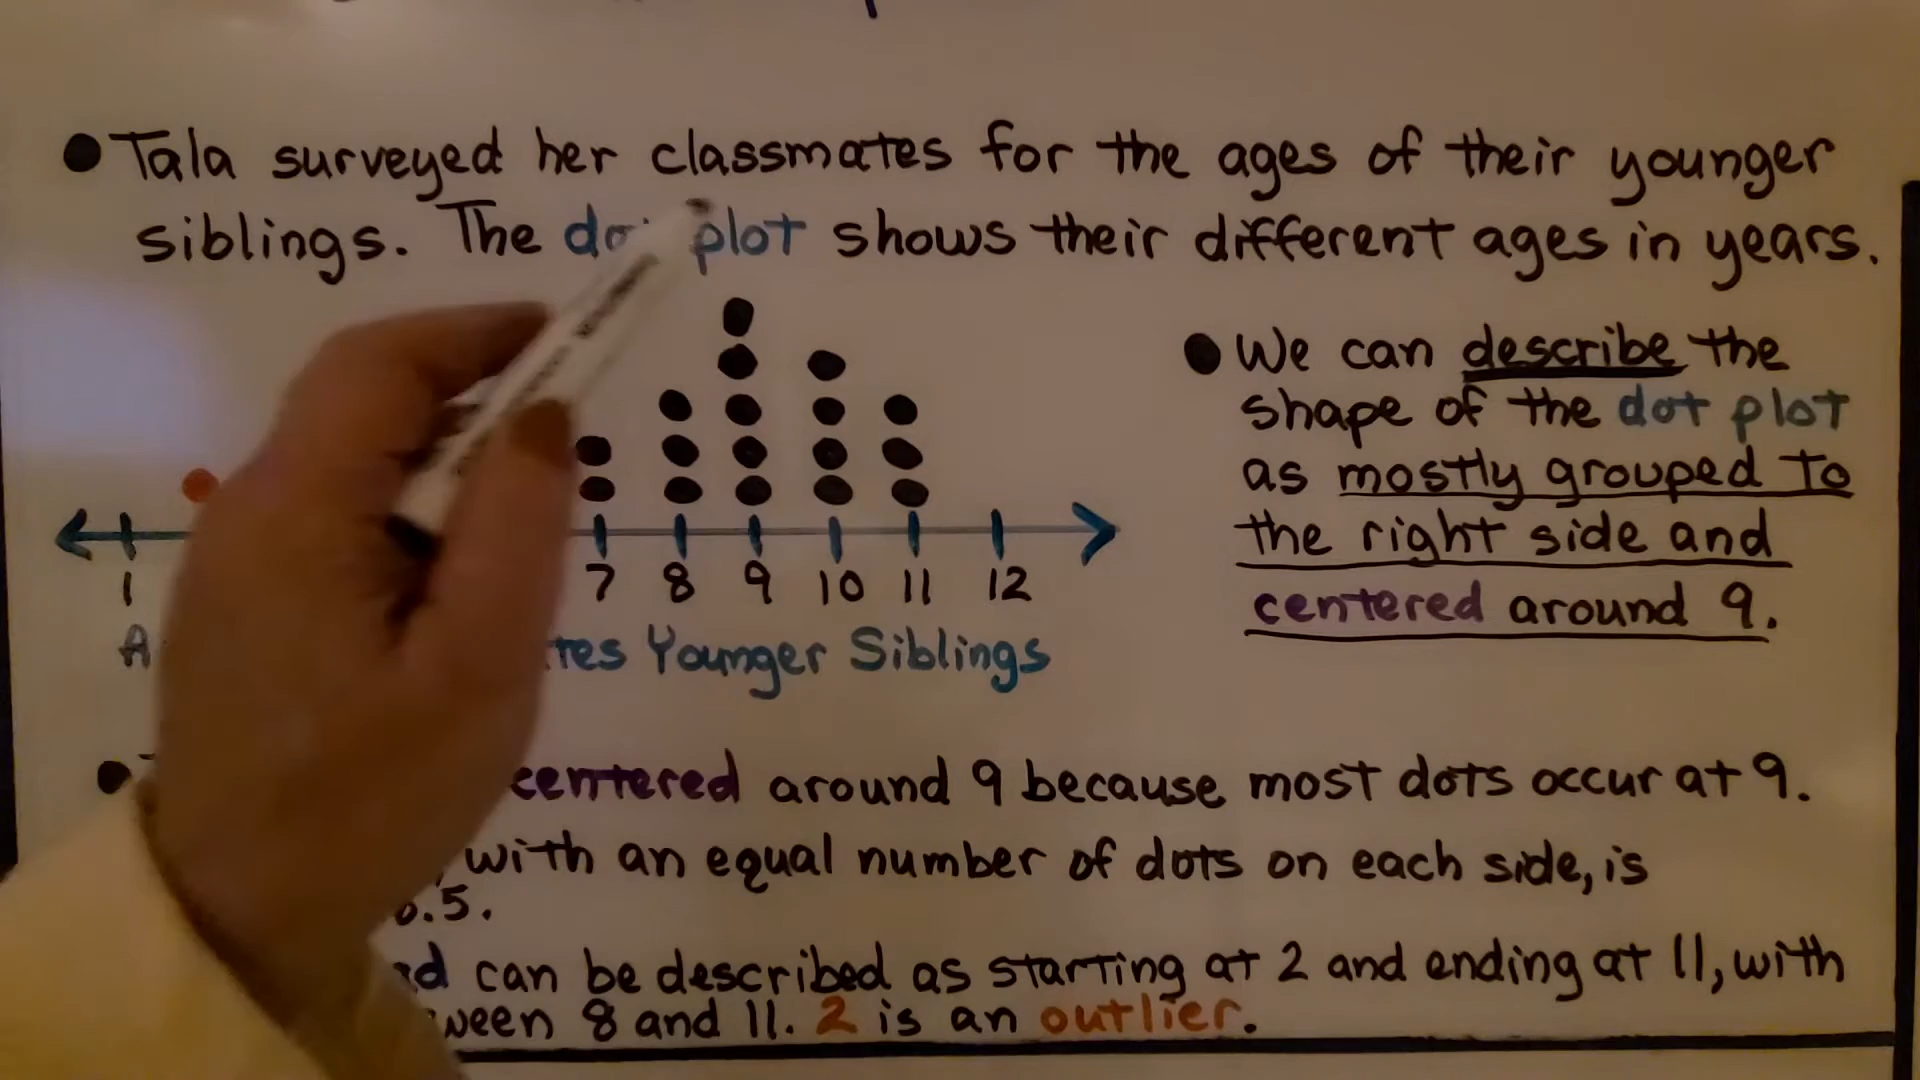 Tala surveyed her classmates for the ages of their younger
siblings. The plot shows their different ages in years.
We can describe the
shape of the dot plot
as mostly grouped to
the right side and
centered around 9.
1 7 8 9 10 11 12
Younger Siblings
centered around 9 because most dots occur at 9.
with an equal number of dots on each side, is
.5.
can be described as starting at 2 and ending at 11, with
8 and 11. 2 is an outlier.